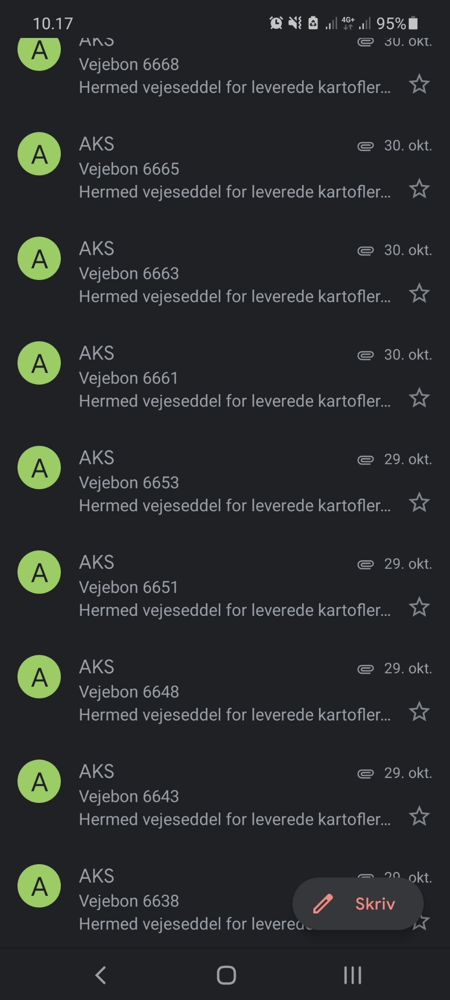 10.17
4G+ 95%
A AKS 30. okt.
Vejebon 6668
Hermed vejeseddel for leverede kartofler...
A AKS 30. okt.
Vejebon 6665
Hermed vejeseddel for leverede kartofler...
A AKS 30. okt.
Vejebon 6663
Hermed vejeseddel for leverede kartofler...
A AKS 30. okt.
Vejebon 6661
Hermed vejeseddel for leverede kartofler...
A AKS 29. okt.
Vejebon 6653
Hermed vejeseddel for leverede kartofler...
A AKS 29. okt.
Vejebon 6651
Hermed vejeseddel for leverede kartofler...
A AKS 29. okt.
Vejebon 6648
Hermed vejeseddel for leverede kartofler...
A AKS 29. okt.
Vejebon 6643
Hermed vejeseddel for leverede kartofler...
A AKS 29. okt.
Vejebon 6638
Hermed vejeseddel for
Skriv